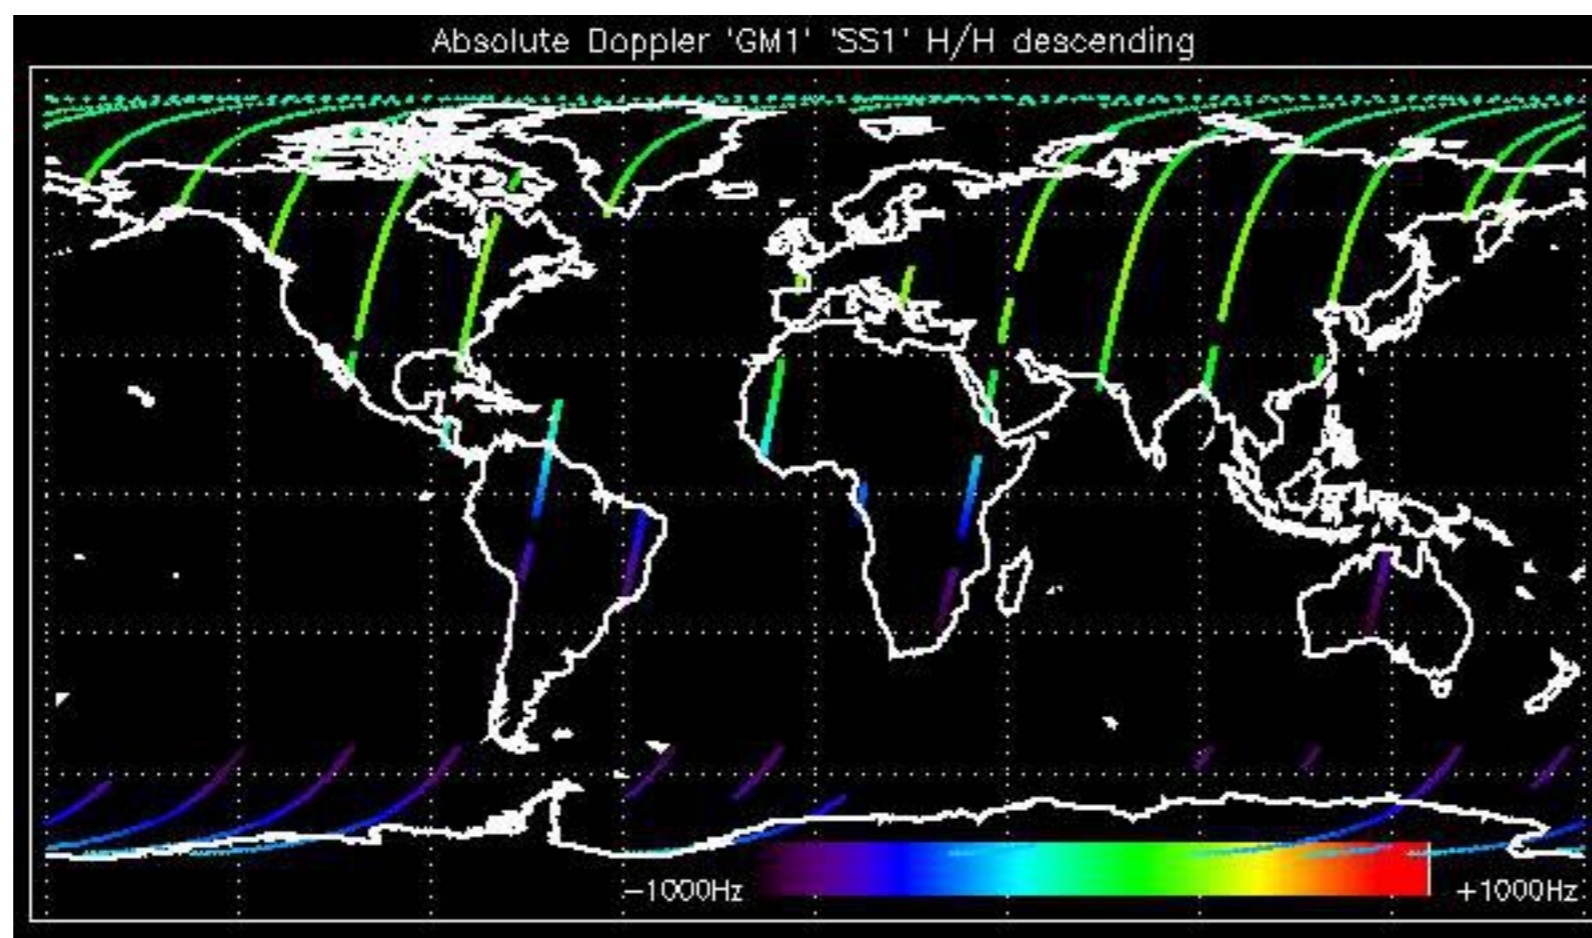 Absolute Doppler 'GM1' 'SS1' H/H descending
−1000Hz
+1000Hz